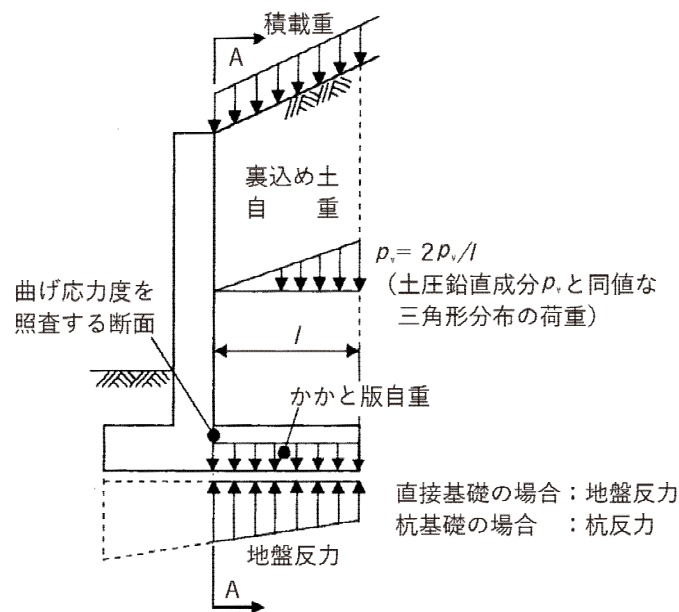 積載重
A
裏込め土
自　重
pᵥ= 2pᵥ/l
（土圧鉛直成分pᵥと同値な
三角形分布の荷重）
曲げ応力度を
照査する断面
l
かかと版自重
直接基礎の場合：地盤反力
杭基礎の場合　：杭反力
地盤反力
A